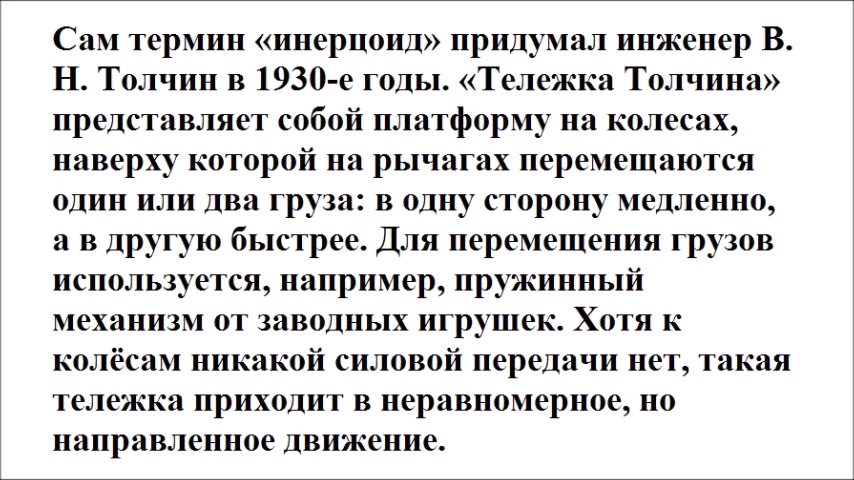 Сам термин «инерцоид» придумал инженер В.
Н. Толчин в 1930-е годы. «Тележка Толчина»
представляет собой платформу на колесах,
наверху которой на рычагах перемещаются
один или два груза: в одну сторону медленно,
а в другую быстрее. Для перемещения грузов
используется, например, пружинный
механизм от заводных игрушек. Хотя к
колёсам никакой силовой передачи нет, такая
тележка приходит в неравномерное, но
направленное движение.